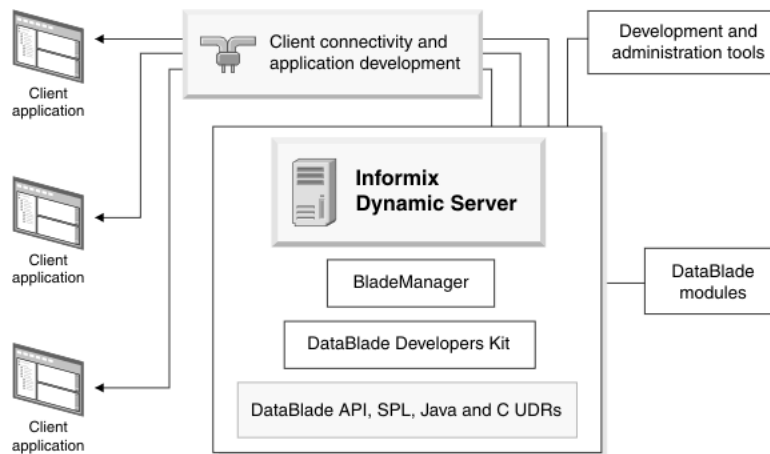 Client
application
Client connectivity and
application development
Development and
administration tools
Informix
Dynamic Server
Client
application
BladeManager
DataBlade
modules
DataBlade Developers Kit
DataBlade API, SPL, Java and C UDRs
Client
application